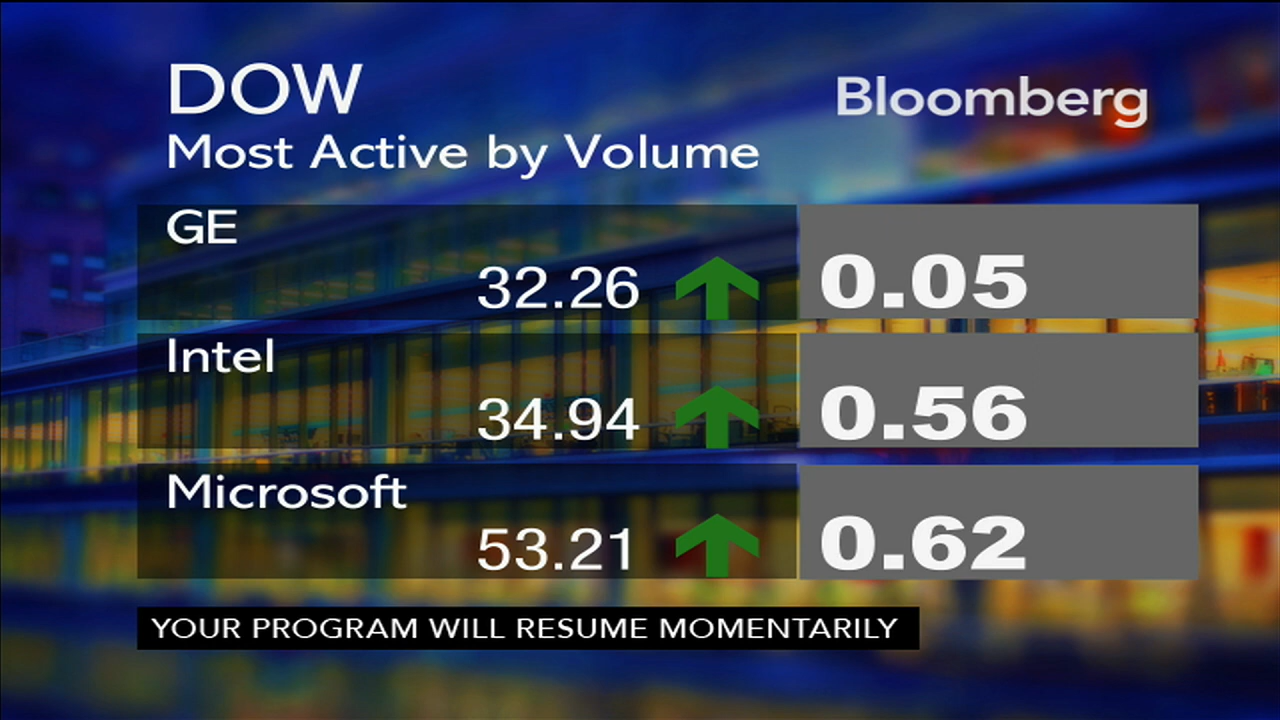 DOW
Bloomberg
Most Active by Volume
GE
32.26 0.05
Intel
34.94 0.56
Microsoft
53.21 0.62
YOUR PROGRAM WILL RESUME MOMENTARILY